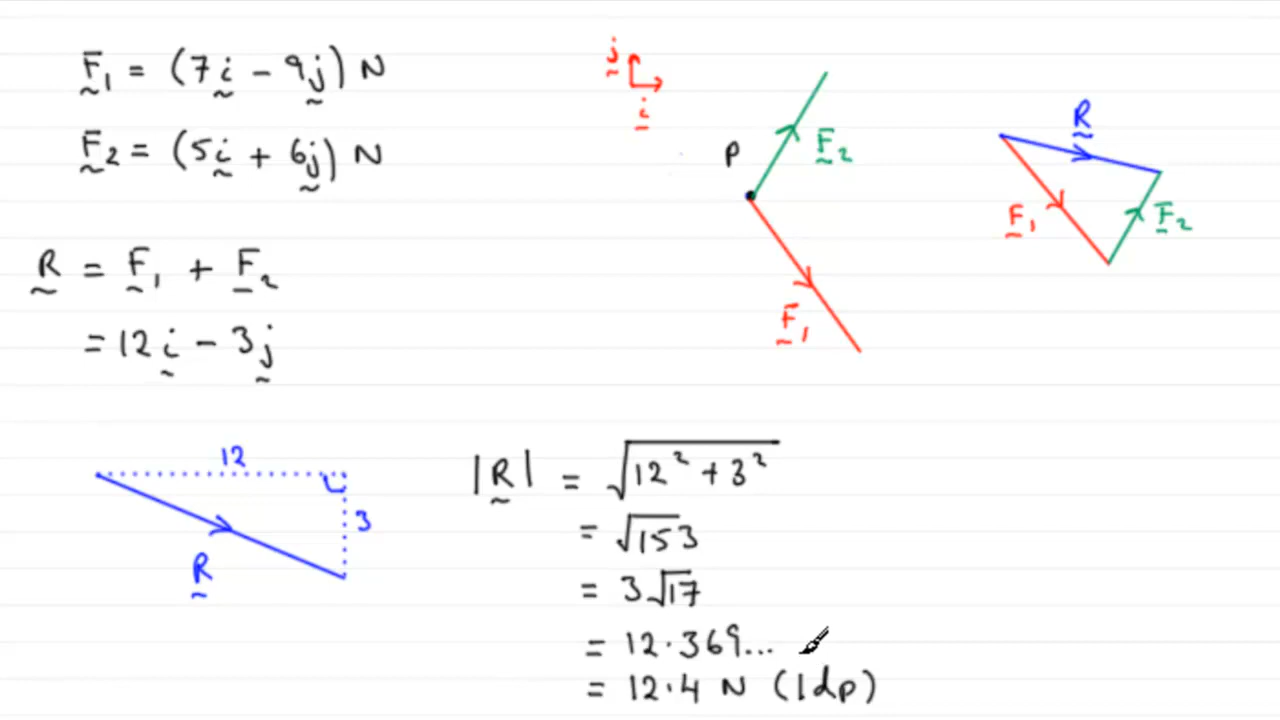 F₁ = (7i − 9j) N
F₂ = (5i + 6j) N
R = F₁ + F₂
= 12i − 3j
j
i
P
F₂
F₁
R
F₁
F₂
12
3
R
|R| = √(12² + 3²)
= √153
= 3√17
= 12.369...
= 12.4 N (1dp)